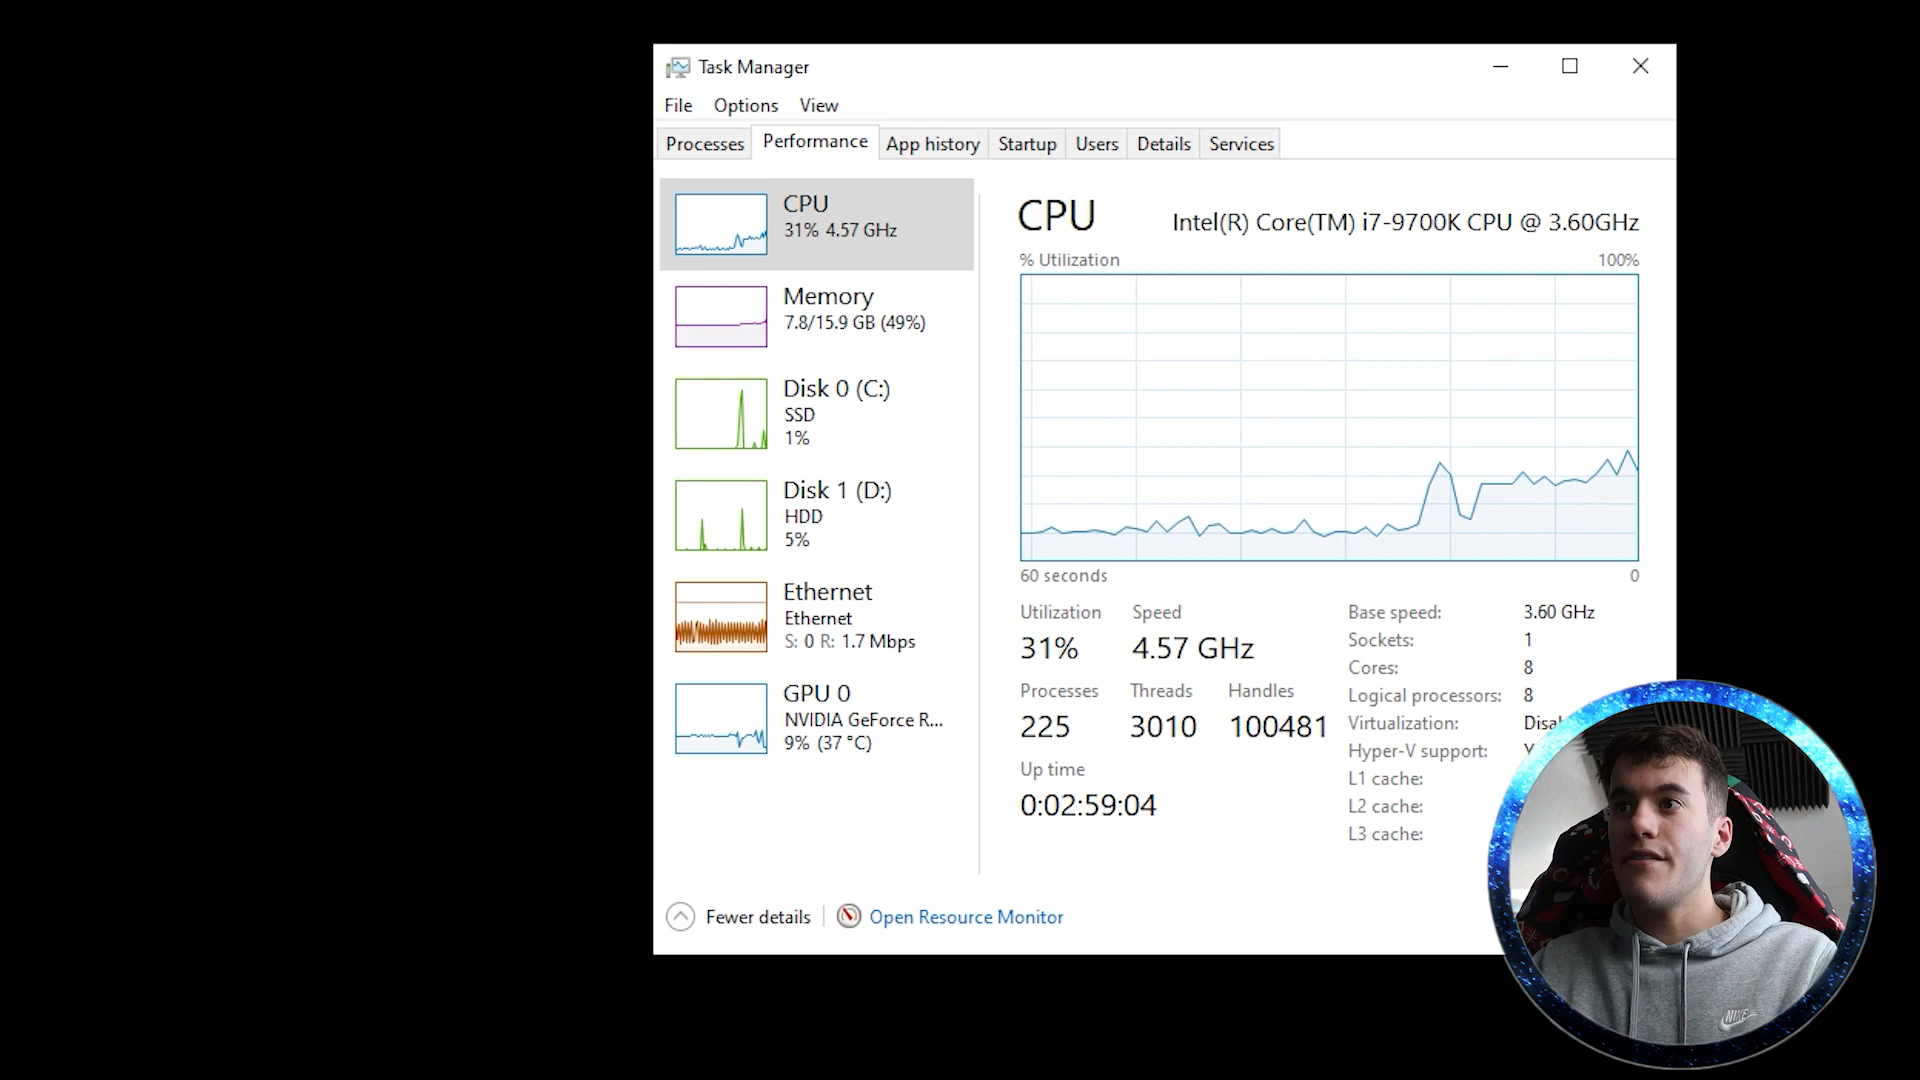 Task Manager
File Options View
Processes Performance App history Startup Users Details Services
CPU
31% 4.57 GHz
Memory
7.8/15.9 GB (49%)
Disk 0 (C:)
SSD
1%
Disk 1 (D:)
HDD
5%
Ethernet
Ethernet
S: 0 R: 1.7 Mbps
GPU 0
NVIDIA GeForce R...
9% (37 °C)
CPU Intel(R) Core(TM) i7-9700K CPU @ 3.60GHz
% Utilization 100%
60 seconds 0
Utilization Speed
31% 4.57 GHz
Processes Threads Handles
225 3010 100481
Up time
0:02:59:04
Base speed: 3.60 GHz
Sockets: 1
Cores: 8
Logical processors: 8
Virtualization:
Hyper-V support:
L1 cache:
L2 cache:
L3 cache:
Fewer details Open Resource Monitor
NIKE